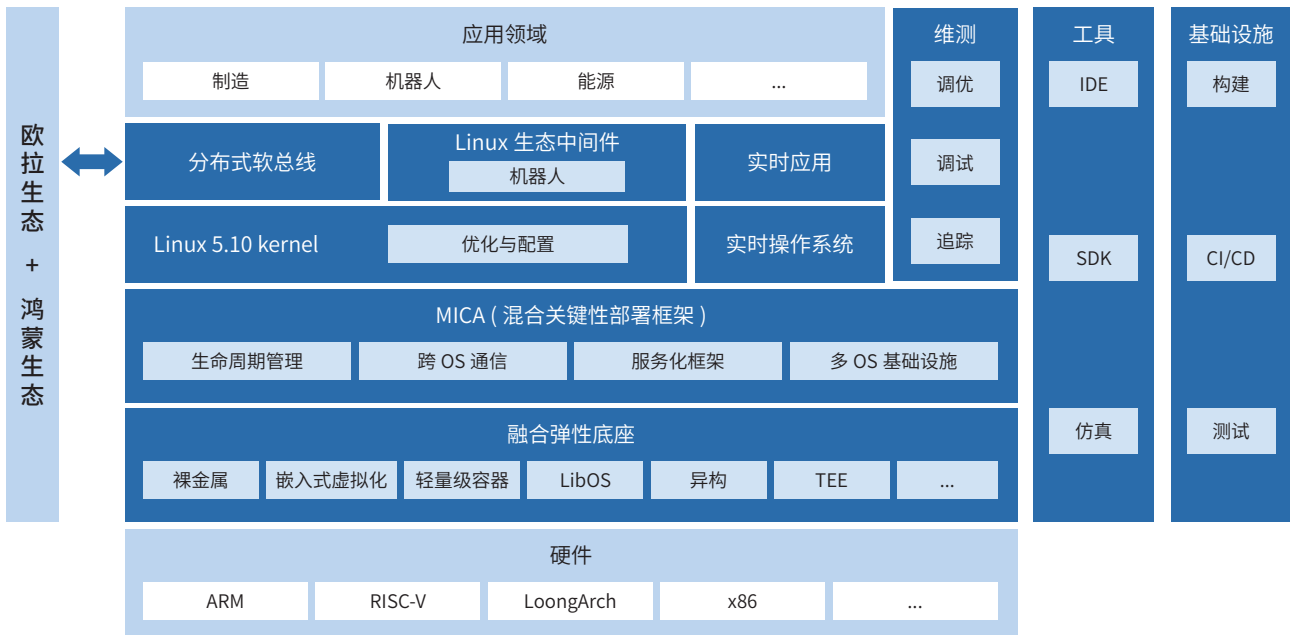 欧拉生态 + 鸿蒙生态
应用领域
制造
机器人
能源
...
分布式软总线
Linux 生态中间件
机器人
实时应用
Linux 5.10 kernel
优化与配置
实时操作系统
维测
调优
调试
追踪
MICA ( 混合关键性部署框架 )
生命周期管理
跨 OS 通信
服务化框架
多 OS 基础设施
融合弹性底座
裸金属
嵌入式虚拟化
轻量级容器
LibOS
异构
TEE
...
硬件
ARM
RISC-V
LoongArch
x86
...
工具
IDE
SDK
仿真
基础设施
构建
CI/CD
测试